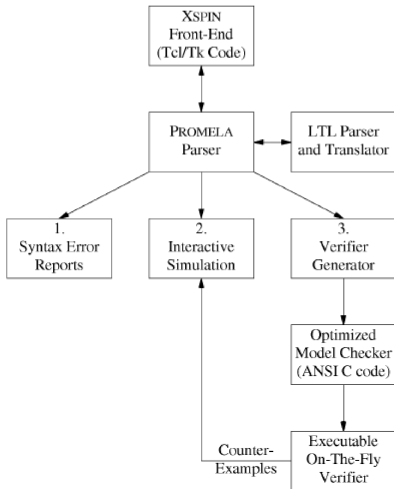 XSPIN
Front-End
(Tcl/Tk Code)
PROMELA
Parser
LTL Parser
and Translator
1.
Syntax Error
Reports
2.
Interactive
Simulation
3.
Verifier
Generator
Optimized
Model Checker
(ANSI C code)
Counter-
Examples
Executable
On-The-Fly
Verifier